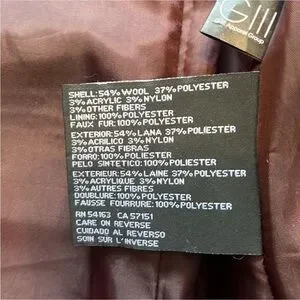 GIII
Apparel Group
SHELL:54% WOOL 37% POLYESTER
3% ACRYLIC 3% NYLON
3% OTHER FIBERS
LINING:100% POLYESTER
FAUX FUR:100% POLYESTER
EXTERIOR:54% LANA 37% POLIESTER
3% ACRILICO 3% NYLON
3% OTRAS FIBRAS
FORRO:100% POLIESTER
PELO SINTETICO:100% POLIESTER
EXTERIEUR:54% LAINE 37% POLYESTER
3% ACRYLIQUE 3% NYLON
3% AUTRES FIBRES
DOUBLURE:100% POLYESTER
FAUSSE FOURRURE:100% POLYESTER
RN 54163 CA 57151
CARE ON REVERSE
CUIDADO AL REVERSO
SOIN SUR L'INVERSE